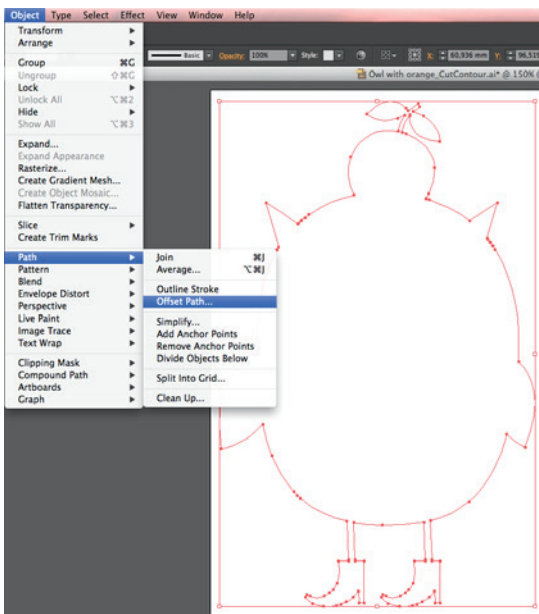 Object Type Select Effect View Window Help
Basic Opacity: 100% Style: X: 60,936 mm Y: 96,519
Owl with orange_CutContour.ai* @ 150% (
Transform
Arrange
Group ⌘G
Ungroup ⇧⌘G
Lock
Unlock All ⌥⌘2
Hide
Show All ⌥⌘3
Expand...
Expand Appearance
Rasterize...
Create Gradient Mesh...
Create Object Mosaic...
Flatten Transparency...
Slice
Create Trim Marks
Path
Pattern
Blend
Envelope Distort
Perspective
Live Paint
Image Trace
Text Wrap
Clipping Mask
Compound Path
Artboards
Graph
Join ⌘J
Average... ⌥⌘J
Outline Stroke
Offset Path...
Simplify...
Add Anchor Points
Remove Anchor Points
Divide Objects Below
Split Into Grid...
Clean Up...